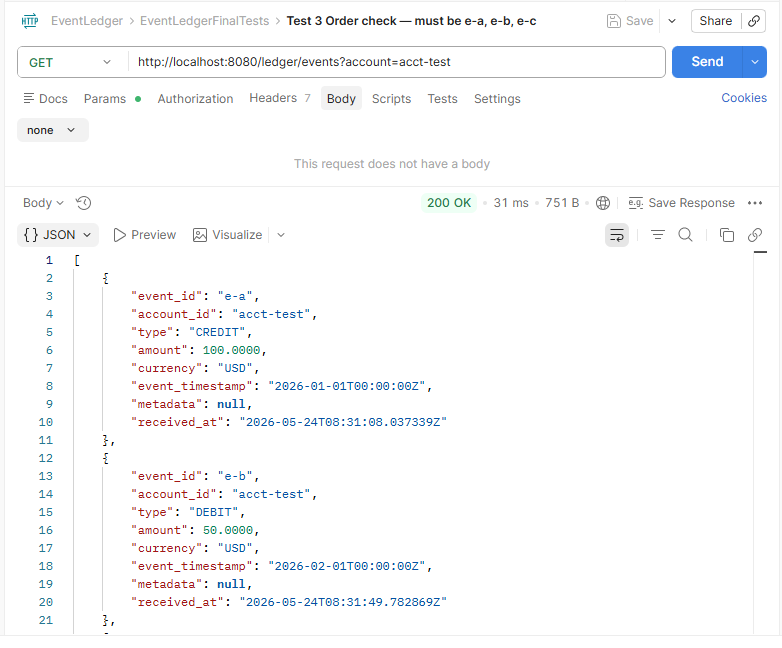 HTTP EventLedger > EventLedgerFinalTests > Test 3 Order check — must be e-a, e-b, e-c Save Share
GET http://localhost:8080/ledger/events?account=acct-test Send
Docs Params Authorization Headers 7 Body Scripts Tests Settings Cookies
none
This request does not have a body
Body 200 OK • 31 ms • 751 B e.g. Save Response •••
{} JSON Preview Visualize
1 [
2 {
3 "event_id": "e-a",
4 "account_id": "acct-test",
5 "type": "CREDIT",
6 "amount": 100.0000,
7 "currency": "USD",
8 "event_timestamp": "2026-01-01T00:00:00Z",
9 "metadata": null,
10 "received_at": "2026-05-24T08:31:08.037339Z"
11 },
12 {
13 "event_id": "e-b",
14 "account_id": "acct-test",
15 "type": "DEBIT",
16 "amount": 50.0000,
17 "currency": "USD",
18 "event_timestamp": "2026-02-01T00:00:00Z",
19 "metadata": null,
20 "received_at": "2026-05-24T08:31:49.782869Z"
21 },